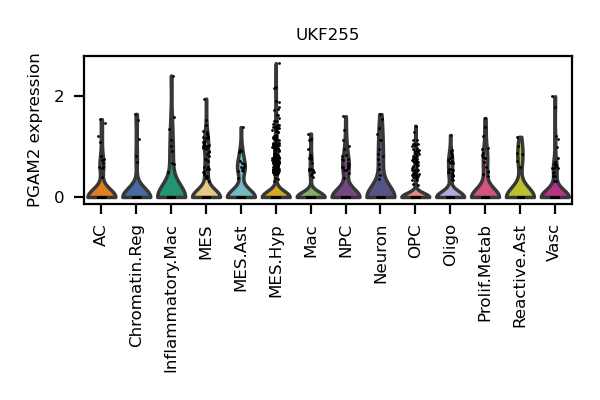 UKF255
PGAM2 expression
2
0
AC
Chromatin.Reg
Inflammatory.Mac
MES
MES.Ast
MES.Hyp
Mac
NPC
Neuron
OPC
Oligo
Prolif.Metab
Reactive.Ast
Vasc